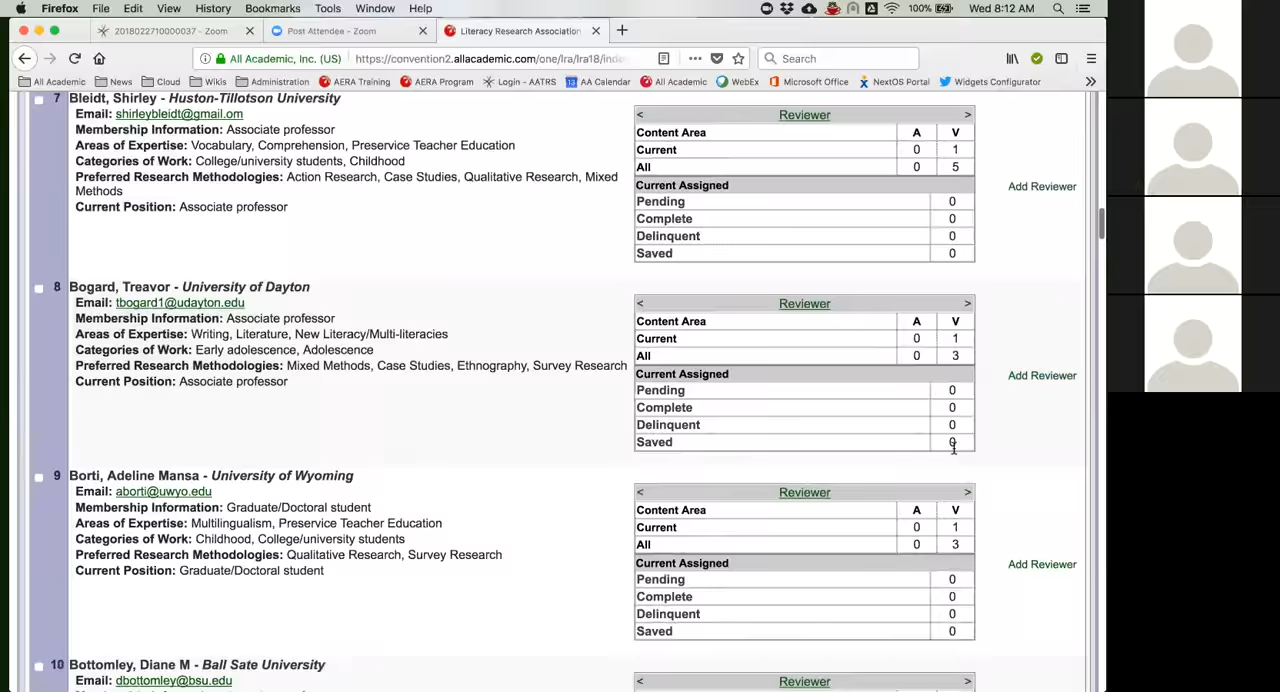 Firefox File Edit View History Bookmarks Tools Window Help 100% Wed 8:12 AM
2018022710000037 - Zoom Post Attendee - Zoom Literacy Research Association
All Academic, Inc. (US) https://convention2.allacademic.com/one/lra/lra18/inde Search
All Academic News Cloud Wikis Administration AERA Training AERA Program Login - AATRS AA Calendar All Academic WebEx Microsoft Office NextOS Portal Widgets Configurator
7 Bleidt, Shirley - Huston-Tillotson University
Email: shirleybleidt@gmail.om
Membership Information: Associate professor
Areas of Expertise: Vocabulary, Comprehension, Preservice Teacher Education
Categories of Work: College/university students, Childhood
Preferred Research Methodologies: Action Research, Case Studies, Qualitative Research, Mixed
Methods
Current Position: Associate professor
< Reviewer >
Content Area A V
Current 0 1
All 0 5
Current Assigned
Pending 0
Complete 0
Delinquent 0
Saved 0
Add Reviewer
8 Bogard, Treavor - University of Dayton
Email: tbogard1@udayton.edu
Membership Information: Associate professor
Areas of Expertise: Writing, Literature, New Literacy/Multi-literacies
Categories of Work: Early adolescence, Adolescence
Preferred Research Methodologies: Mixed Methods, Case Studies, Ethnography, Survey Research
Current Position: Associate professor
< Reviewer >
Content Area A V
Current 0 1
All 0 3
Current Assigned
Pending 0
Complete 0
Delinquent 0
Saved 0
Add Reviewer
9 Borti, Adeline Mansa - University of Wyoming
Email: aborti@uwyo.edu
Membership Information: Graduate/Doctoral student
Areas of Expertise: Multilingualism, Preservice Teacher Education
Categories of Work: Childhood, College/university students
Preferred Research Methodologies: Qualitative Research, Survey Research
Current Position: Graduate/Doctoral student
< Reviewer >
Content Area A V
Current 0 1
All 0 3
Current Assigned
Pending 0
Complete 0
Delinquent 0
Saved 0
Add Reviewer
10 Bottomley, Diane M - Ball Sate University
Email: dbottomley@bsu.edu
< Reviewer >